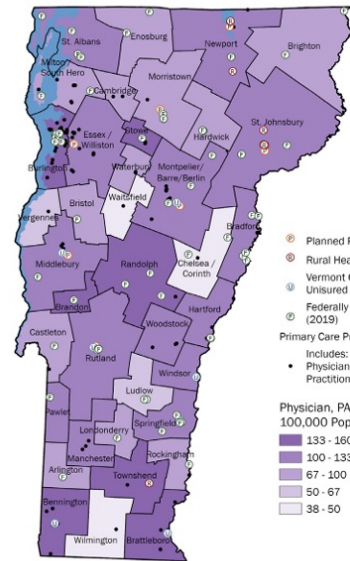 Enosburg
St. Albans
Newport
Brighton
Milton/
South Hero
Morristown
Cambridge
St. Johnsbury
Essex /
Williston
Stowe
Hardwick
Burlington
Waterbury
Montpelier/
Barre/Berlin
Waitsfield
Bristol
Vergennes
Bradford
Chelsea /
Corinth
Middlebury
Randolph
Brandon
Hartford
Woodstock
Castleton
Rutland
Windsor
Ludlow
Pawlet
Springfield
Londonderry
Manchester
Rockingham
Arlington
Townshend
Bennington
Wilmington
Brattleboro
P Planned P
R Rural Hea
U Vermont
Unisured
F Federally
(2019)
Primary Care Pr
Includes:
Physician
Practition
Physician, PA
100,000 Pop
133 - 160
100 - 133
67 - 100
50 - 67
38 - 50